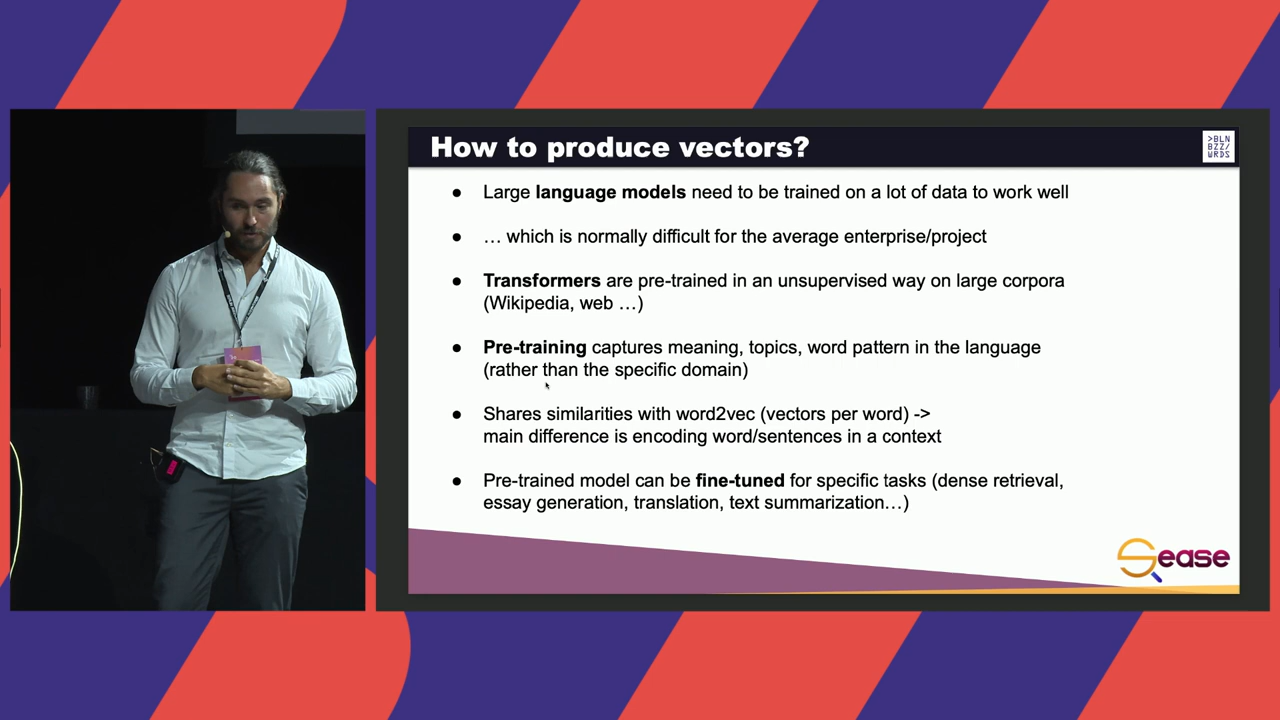 How to produce vectors?
>BLN
BZZ/
WRDS
● Large language models need to be trained on a lot of data to work well
● … which is normally difficult for the average enterprise/project
● Transformers are pre-trained in an unsupervised way on large corpora
(Wikipedia, web …)
● Pre-training captures meaning, topics, word pattern in the language
(rather than the specific domain)
● Shares similarities with word2vec (vectors per word) ->
main difference is encoding word/sentences in a context
● Pre-trained model can be fine-tuned for specific tasks (dense retrieval,
essay generation, translation, text summarization…)
Sease